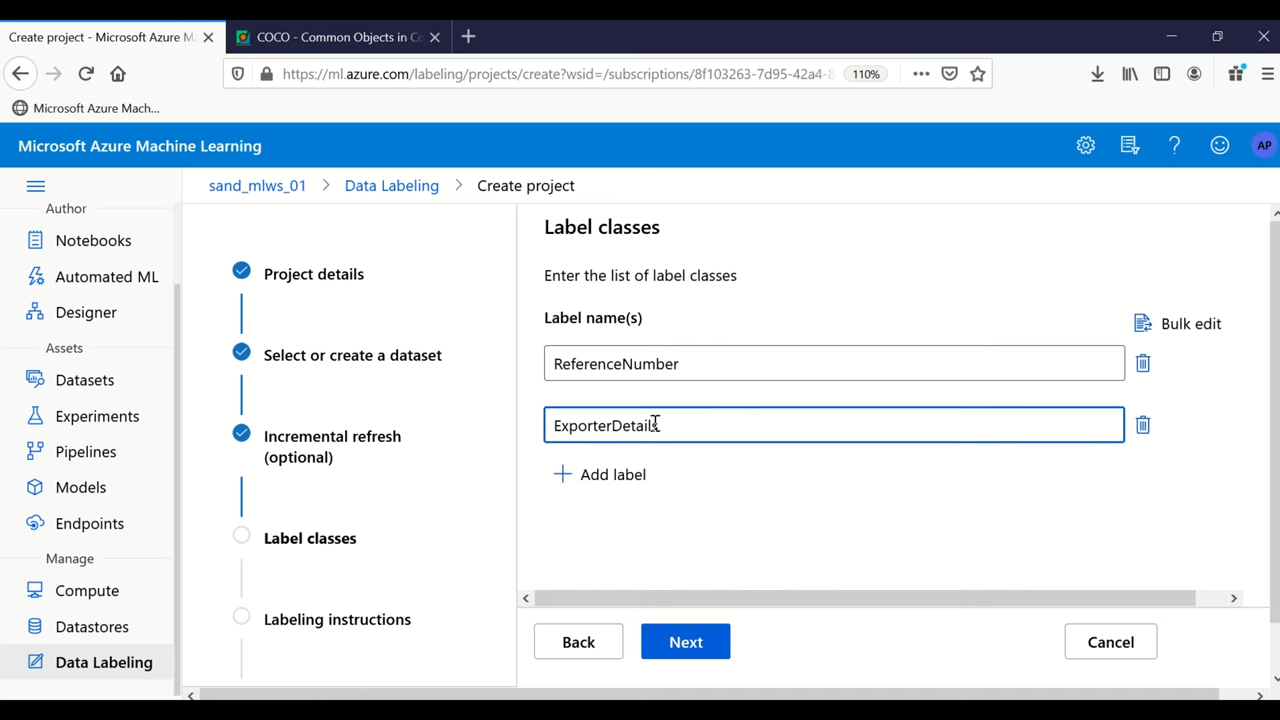 Create project - Microsoft Azure M
COCO - Common Objects in Co
https://ml.azure.com/labeling/projects/create?wsid=/subscriptions/8f103263-7d95-42a4-8
110%
Microsoft Azure Mach...
Microsoft Azure Machine Learning
AP
sand_mlws_01 > Data Labeling > Create project
Author
Notebooks
Automated ML
Designer
Assets
Datasets
Experiments
Pipelines
Models
Endpoints
Manage
Compute
Datastores
Data Labeling
Project details
Select or create a dataset
Incremental refresh
(optional)
Label classes
Labeling instructions
Label classes
Enter the list of label classes
Label name(s)
Bulk edit
ReferenceNumber
ExporterDetails
Add label
Back
Next
Cancel